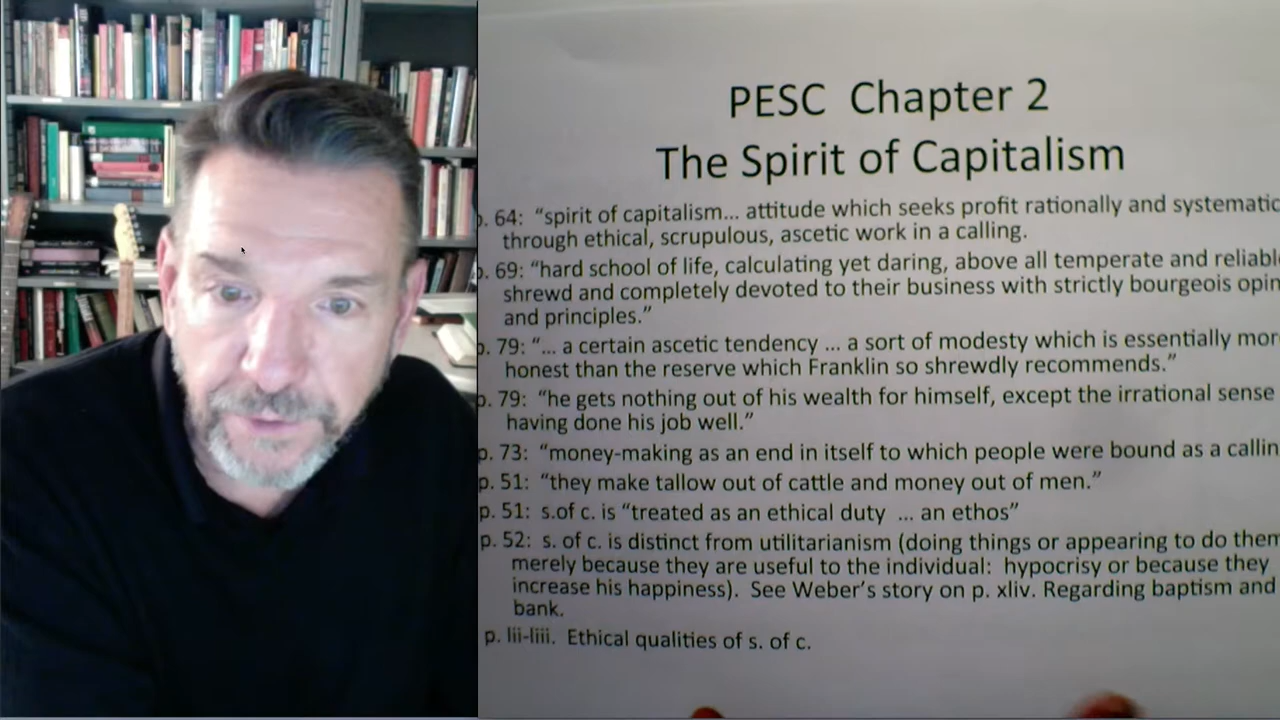 PESC Chapter 2
The Spirit of Capitalism
p. 64: “spirit of capitalism... attitude which seeks profit rationally and systematic
through ethical, scrupulous, ascetic work in a calling.
p. 69: “hard school of life, calculating yet daring, above all temperate and reliable
shrewd and completely devoted to their business with strictly bourgeois opin
and principles.”
p. 79: “... a certain ascetic tendency ... a sort of modesty which is essentially mor
honest than the reserve which Franklin so shrewdly recommends.”
p. 79: “he gets nothing out of his wealth for himself, except the irrational sense
having done his job well.”
p. 73: “money-making as an end in itself to which people were bound as a callin
p. 51: “they make tallow out of cattle and money out of men.”
p. 51: s.of c. is “treated as an ethical duty ... an ethos”
p. 52: s. of c. is distinct from utilitarianism (doing things or appearing to do them
merely because they are useful to the individual: hypocrisy or because they
increase his happiness). See Weber’s story on p. xliv. Regarding baptism and
bank.
p. lii-liii. Ethical qualities of s. of c.